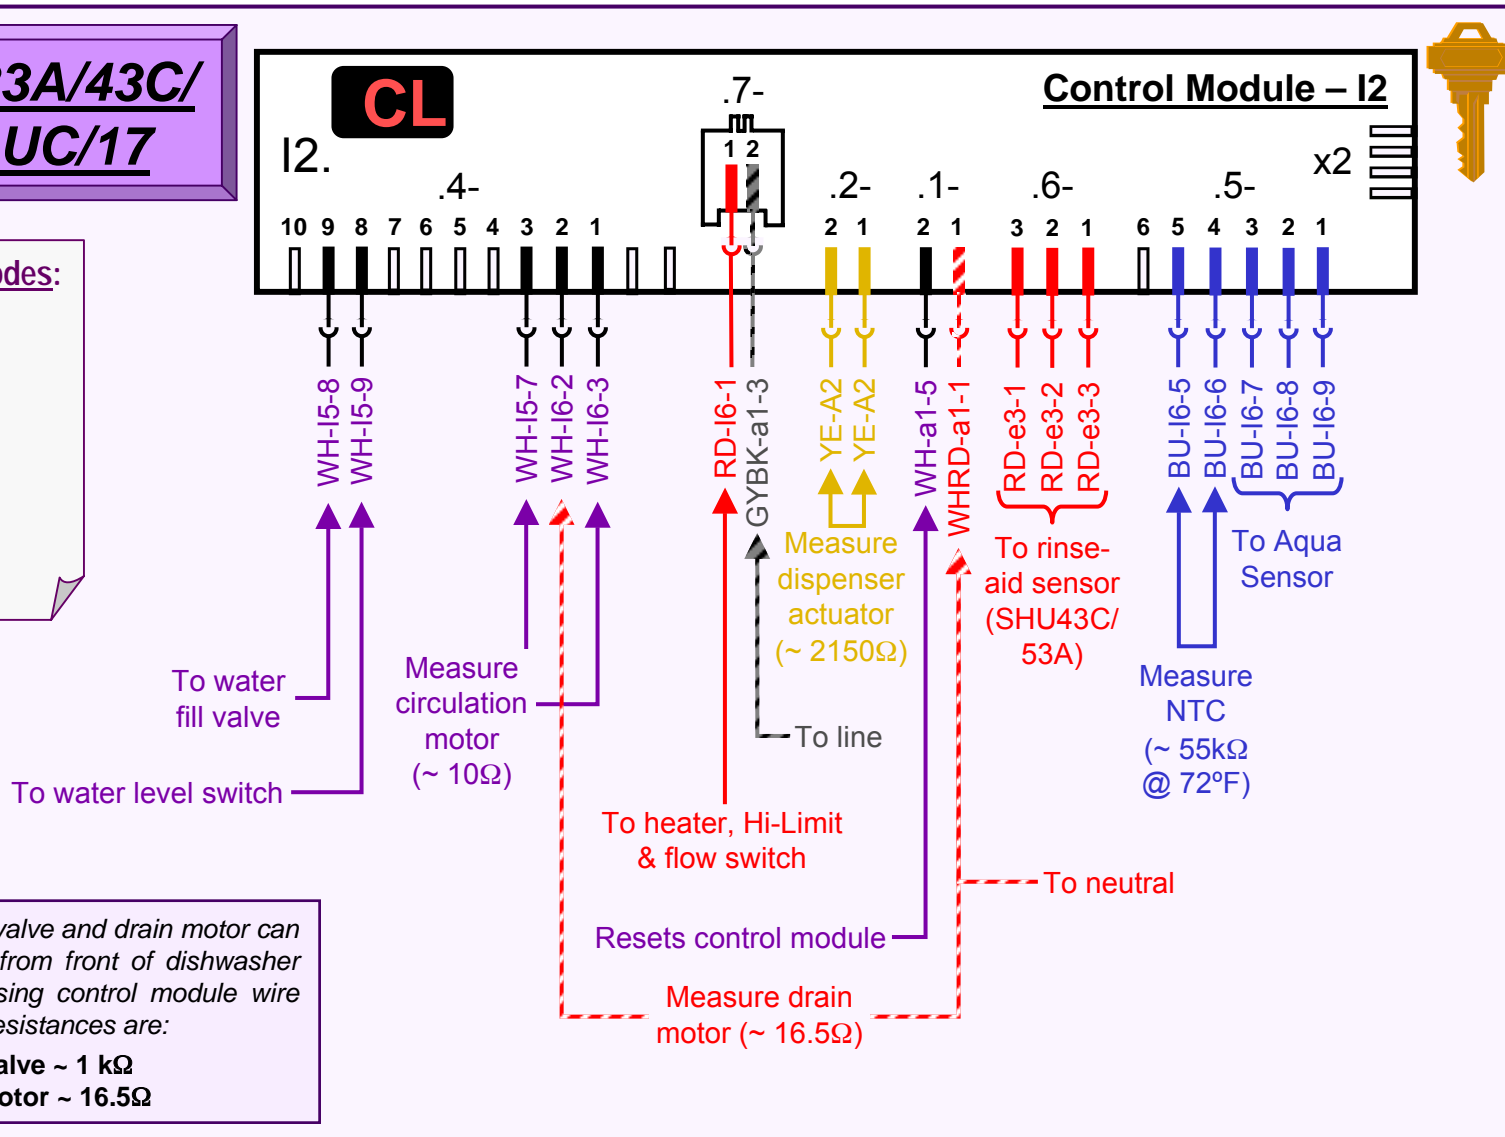 33A/43C/
UC/17
CL
Control Module – I2
I2.
.7-
1 2
x2
.4-
.2-
.1-
.6-
.5-
10 9 8 7 6 5 4 3 2 1
2 1
2 1
3 2 1
6 5 4 3 2 1
odes:
WH-I5-8
WH-I5-9
WH-I5-7
WH-I6-2
WH-I6-3
RD-I6-1
GYBK-a1-3
YE-A2
YE-A2
WH-a1-5
WHRD-a1-1
RD-e3-1
RD-e3-2
RD-e3-3
BU-I6-5
BU-I6-6
BU-I6-7
BU-I6-8
BU-I6-9
Measure
dispenser
actuator
(~ 2150Ω)
To rinse-
aid sensor
(SHU43C/
53A)
To Aqua
Sensor
To water
fill valve
Measure
circulation
motor
(~ 10Ω)
Measure
NTC
(~ 55kΩ
@ 72ºF)
To line
To water level switch
To heater, Hi-Limit
& flow switch
To neutral
Resets control module
Measure drain
motor (~ 16.5Ω)
valve and drain motor can
from front of dishwasher
sing control module wire
esistances are:
alve ~ 1 kΩ
otor ~ 16.5Ω